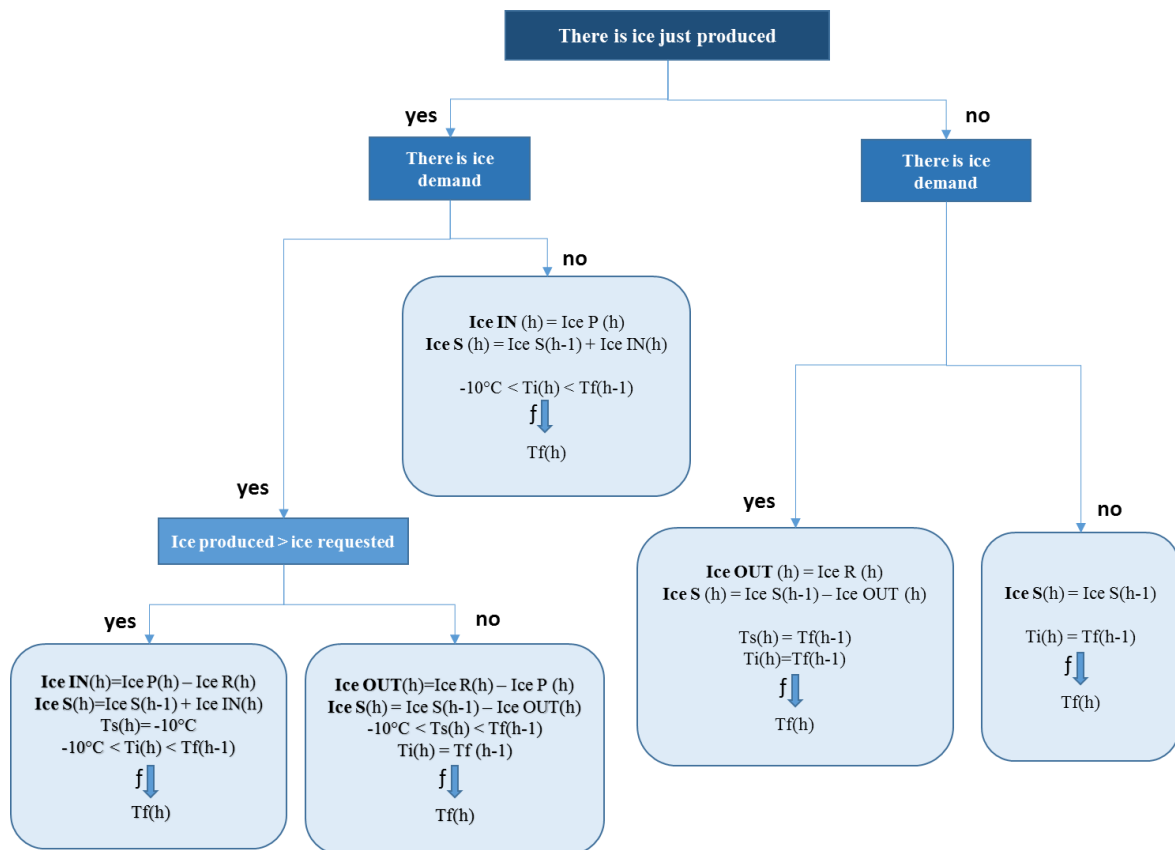 There is ice just produced
yes
no
There is ice
demand
There is ice
demand
no
Ice IN (h) = Ice P (h)
Ice S (h) = Ice S(h-1) + Ice IN(h)
-10°C < Ti(h) < Tf(h-1)
ƒ
Tf(h)
yes
Ice produced > ice requested
yes
no
Ice OUT (h) = Ice R (h)
Ice S (h) = Ice S(h-1) – Ice OUT (h)
Ts(h) = Tf(h-1)
Ti(h)=Tf(h-1)
ƒ
Tf(h)
Ice S(h) = Ice S(h-1)
Ti(h) = Tf(h-1)
ƒ
Tf(h)
yes
no
Ice IN(h)=Ice P(h) – Ice R(h)
Ice S(h)=Ice S(h-1) + Ice IN(h)
Ts(h)= -10°C
-10°C < Ti(h) < Tf(h-1)
ƒ
Tf(h)
Ice OUT(h)=Ice R(h) – Ice P (h)
Ice S(h) = Ice S(h-1) – Ice OUT(h)
-10°C < Ts(h) < Tf(h-1)
Ti(h) = Tf (h-1)
ƒ
Tf(h)